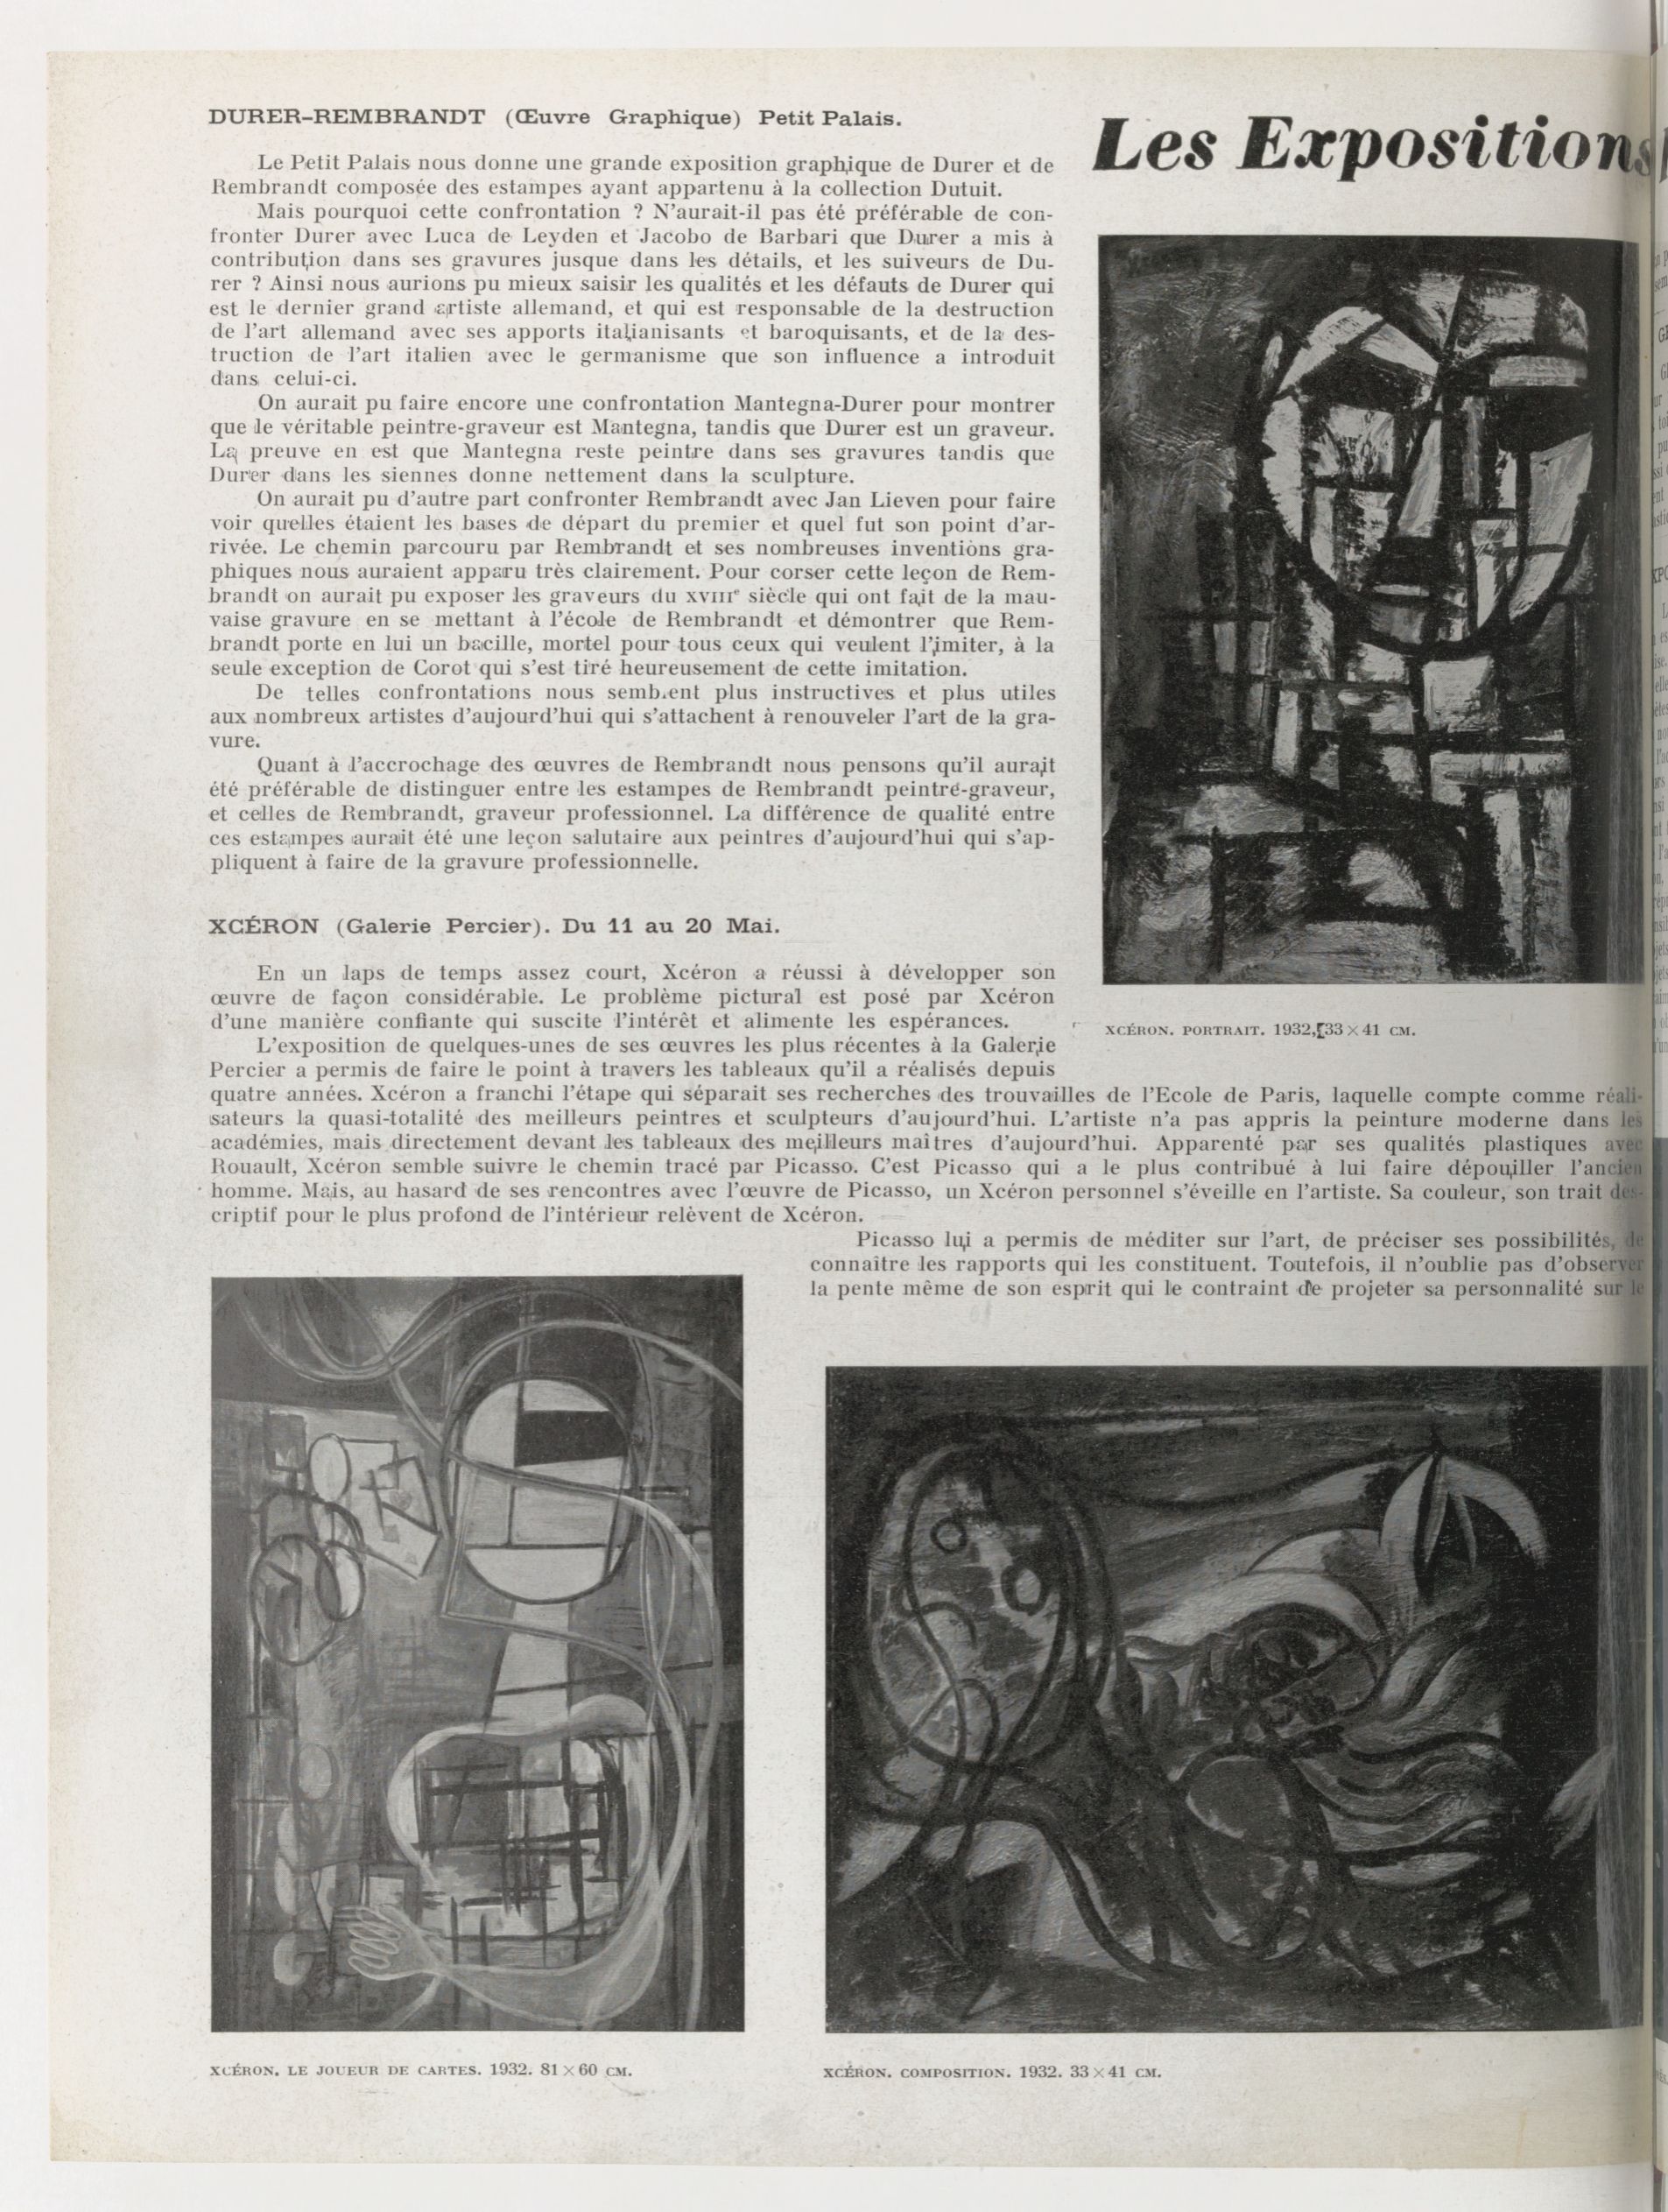 DURER-REMBRANDT (Œuvre Graphique) Petit Palais.
Le Petit Palais nous donne une grande exposition graphique de Durer et de
Rembrandt composée des estampes ayant appartenu à la collection Dutuit.
Mais pourquoi cette confrontation ? N'aurait-il pas été préférable de con-
fronter Durer avec Luca de Leyden et Jacobo de Barbari que Durer a mis à
contribution dans ses gravures jusque dans les détails, et les suiveurs de Du-
rer ? Ainsi nous aurions pu mieux saisir les qualités et les défauts de Durer qui
est le dernier grand artiste allemand, et qui est responsable de la destruction
de l'art allemand avec ses apports italianisants et baroquisants, et de la des-
truction de l'art italien avec le germanisme que son influence a introduit
dans celui-ci.
On aurait pu faire encore une confrontation Mantegna-Durer pour montrer
que le véritable peintre-graveur est Mantegna, tandis que Durer est un graveur.
La preuve en est que Mantegna reste peintre dans ses gravures tandis que
Durer dans les siennes donne nettement dans la sculpture.
On aurait pu d'autre part confronter Rembrandt avec Jan Lieven pour faire
voir quelles étaient les bases de départ du premier et quel fut son point d'ar-
rivée. Le chemin parcouru par Rembrandt et ses nombreuses inventions gra-
phiques nous auraient apparu très clairement. Pour corser cette leçon de Rem-
brandt on aurait pu exposer les graveurs du XVIIIe siècle qui ont fait de la mau-
vaise gravure en se mettant à l'école de Rembrandt et démontrer que Rem-
brandt porte en lui un bacille, mortel pour tous ceux qui veulent l'imiter, à la
seule exception de Corot qui s'est tiré heureusement de cette imitation.
De telles confrontations nous semblent plus instructives et plus utiles
aux nombreux artistes d'aujourd'hui qui s'attachent à renouveler l'art de la gra-
vure.
Quant à l'accrochage des œuvres de Rembrandt nous pensons qu'il aurait
été préférable de distinguer entre les estampes de Rembrandt peintre-graveur,
et celles de Rembrandt, graveur professionnel. La différence de qualité entre
ces estampes aurait été une leçon salutaire aux peintres d'aujourd'hui qui s'ap-
pliquent à faire de la gravure professionnelle.
XCÉRON (Galerie Percier). Du 11 au 20 Mai.
En un laps de temps assez court, Xcéron a réussi à développer son
œuvre de façon considérable. Le problème pictural est posé par Xcéron
d'une manière confiante qui suscite l'intérêt et alimente les espérances.
L'exposition de quelques-unes de ses œuvres les plus récentes à la Galerie
Percier a permis de faire le point à travers les tableaux qu'il a réalisés depuis
quatre années. Xcéron a franchi l'étape qui séparait ses recherches des trouvailles de l'Ecole de Paris, laquelle compte comme réali-
sateurs la quasi-totalité des meilleurs peintres et sculpteurs d'aujourd'hui. L'artiste n'a pas appris la peinture moderne dans les
académies, mais directement devant les tableaux des meilleurs maîtres d'aujourd'hui. Apparenté par ses qualités plastiques avec
Rouault, Xcéron semble suivre le chemin tracé par Picasso. C'est Picasso qui a le plus contribué à lui faire dépouiller l'ancien
homme. Mais, au hasard de ses rencontres avec l'œuvre de Picasso, un Xcéron personnel s'éveille en l'artiste. Sa couleur, son trait des-
criptif pour le plus profond de l'intérieur relèvent de Xcéron.
Picasso lui a permis de méditer sur l'art, de préciser ses possibilités, de
connaître les rapports qui les constituent. Toutefois, il n'oublie pas d'observer
la pente même de son esprit qui le contraint de projeter sa personnalité sur le
Les Expositions
XCÉRON. PORTRAIT. 1932, 33 × 41 CM.
XCÉRON. LE JOUEUR DE CARTES. 1932. 81 × 60 CM.
XCÉRON. COMPOSITION. 1932. 33 × 41 CM.